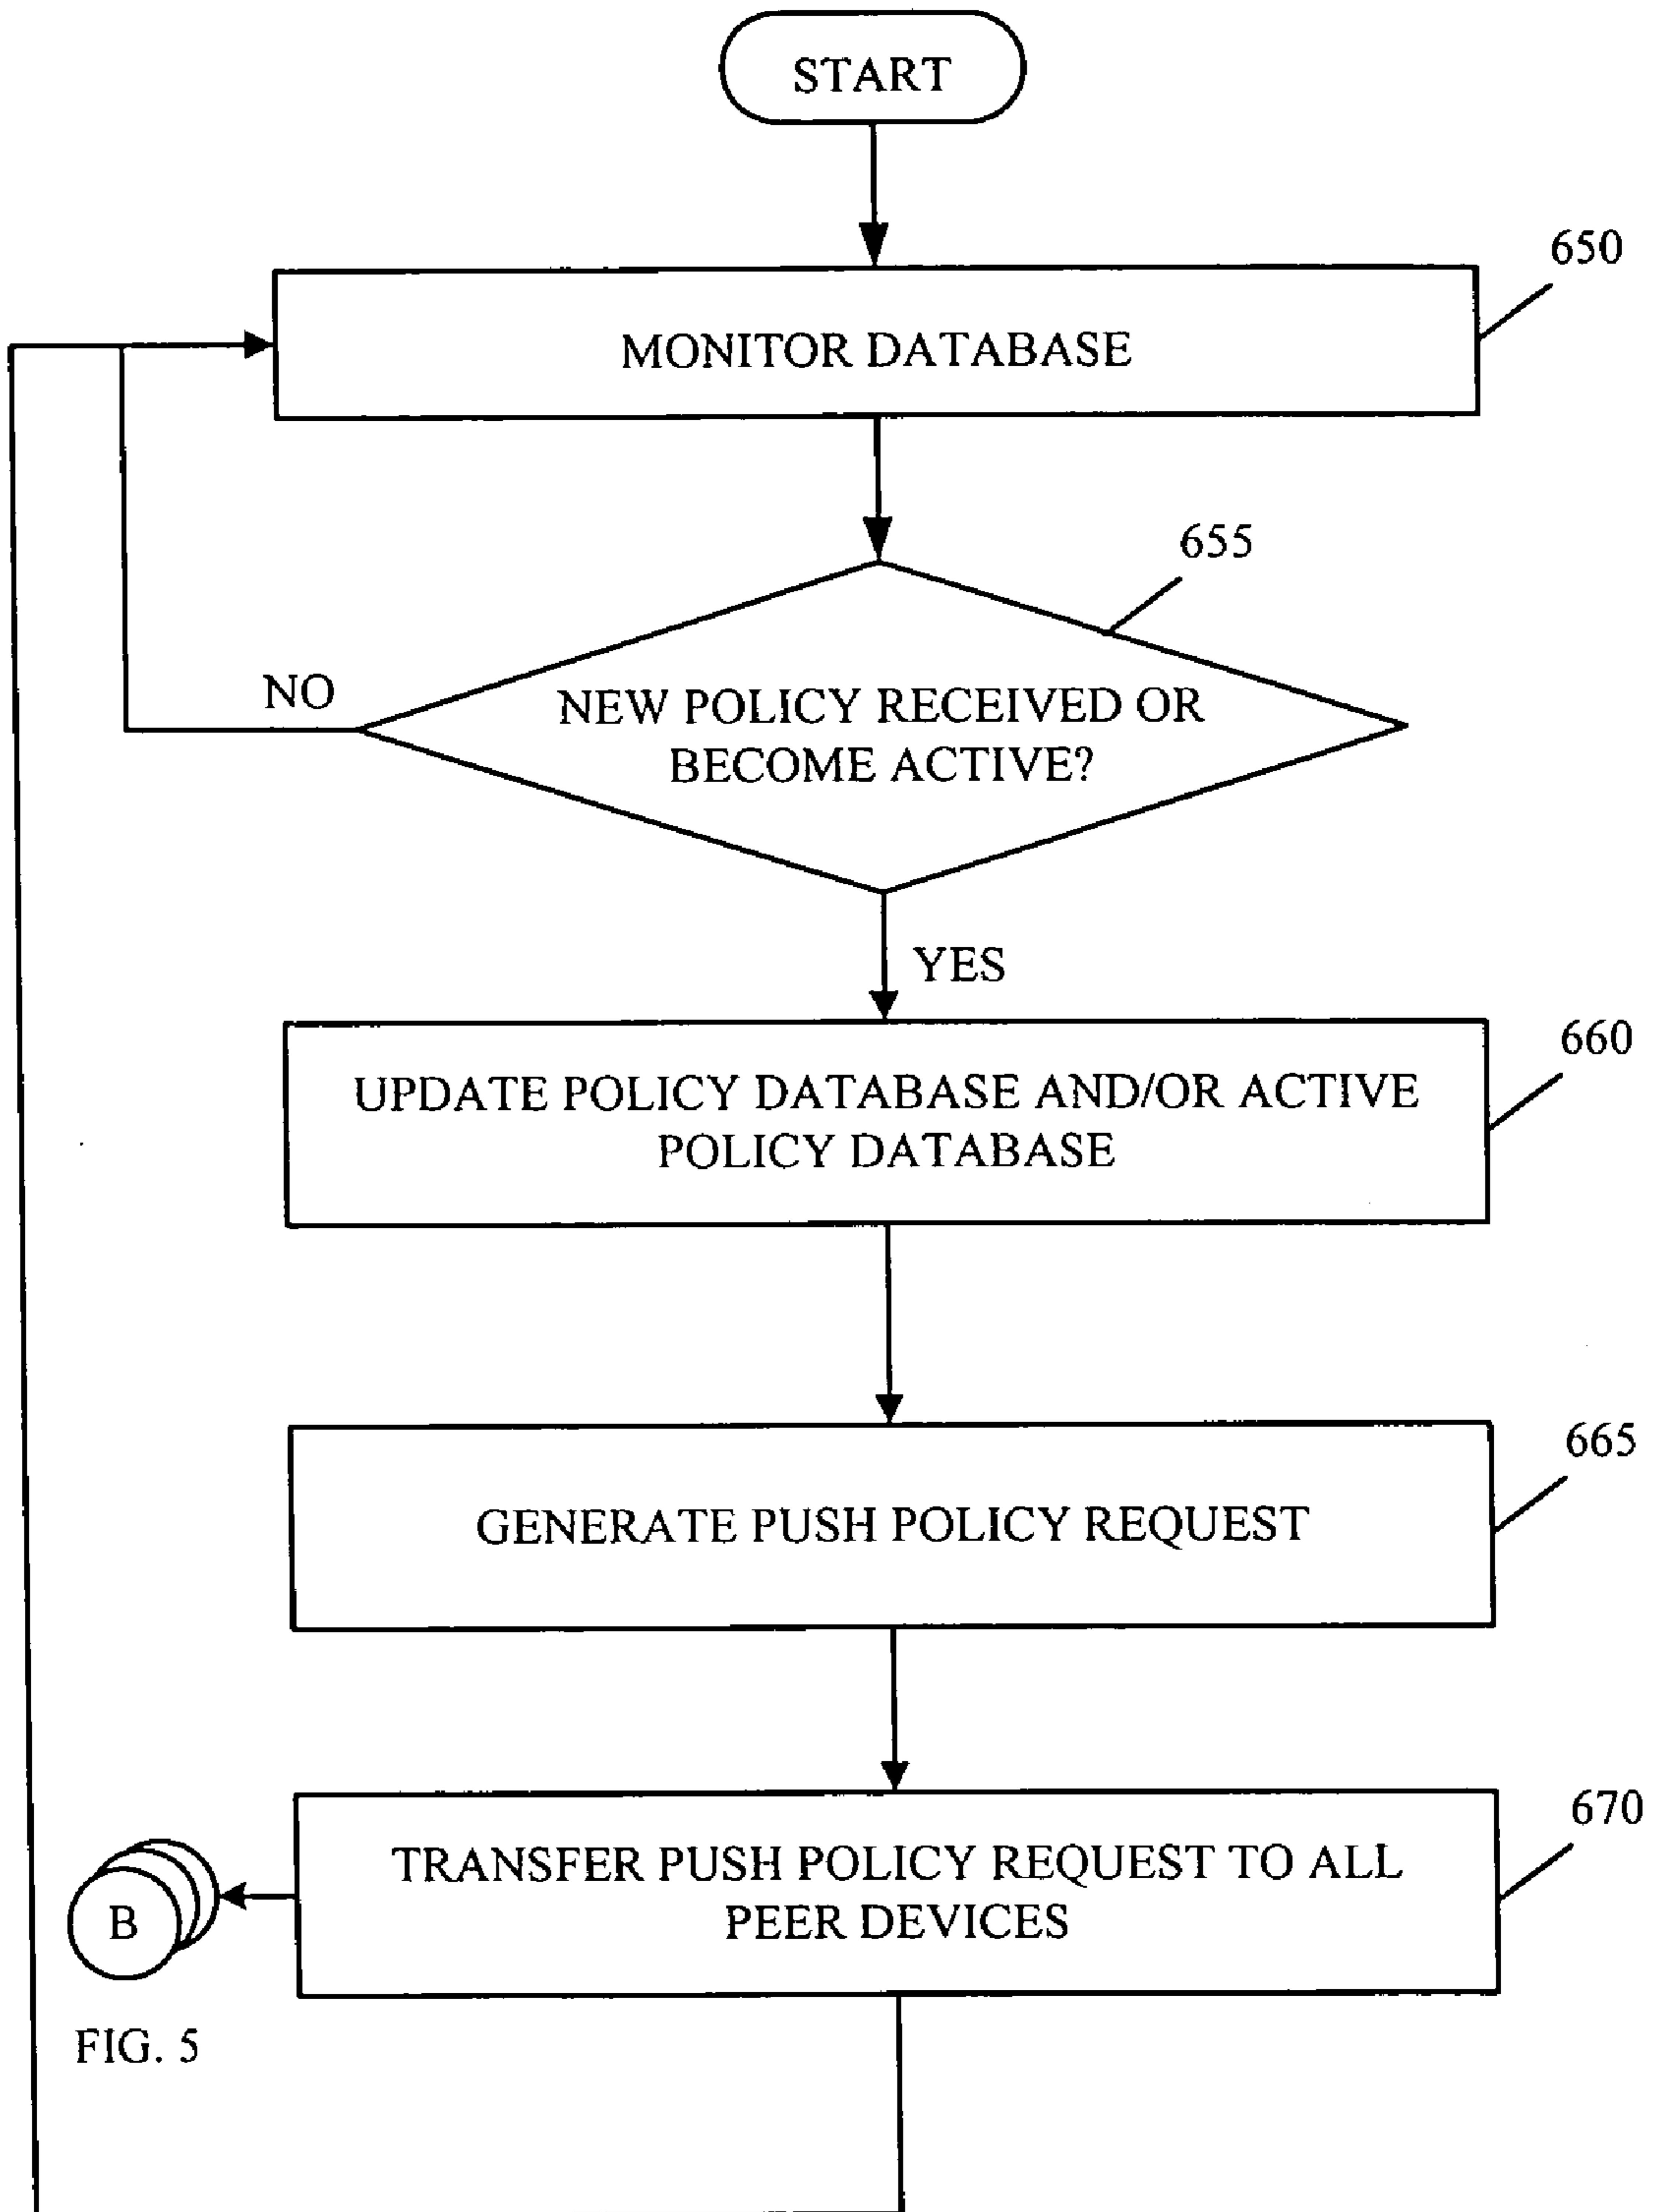 START
650
MONITOR DATABASE
655
NO
NEW POLICY RECEIVED OR
BECOME ACTIVE?
YES
660
UPDATE POLICY DATABASE AND/OR ACTIVE
POLICY DATABASE
665
GENERATE PUSH POLICY REQUEST
670
TRANSFER PUSH POLICY REQUEST TO ALL
PEER DEVICES
B
FIG. 5